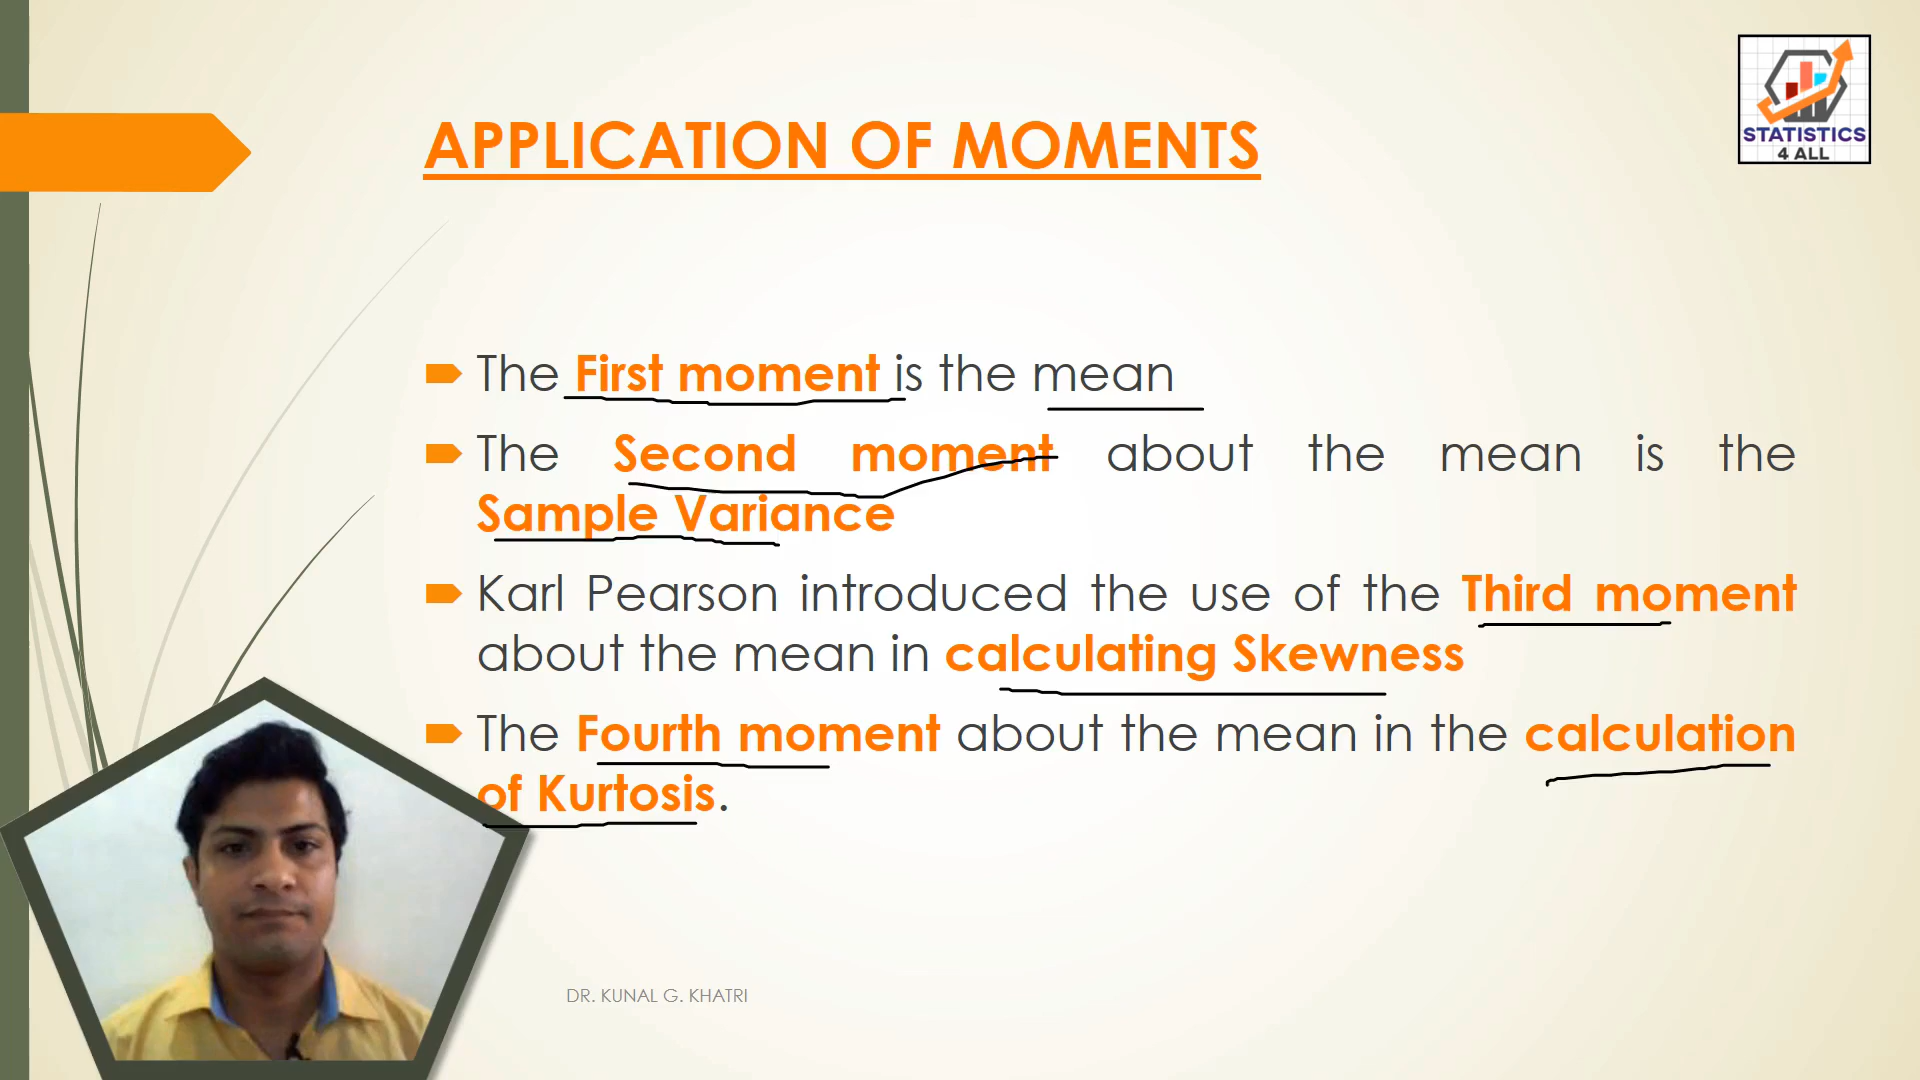 STATISTICS
4 ALL
APPLICATION OF MOMENTS
The First moment is the mean
The Second moment about the mean is the
Sample Variance
Karl Pearson introduced the use of the Third moment
about the mean in calculating Skewness
The Fourth moment about the mean in the calculation
of Kurtosis.
DR. KUNAL G. KHATRI